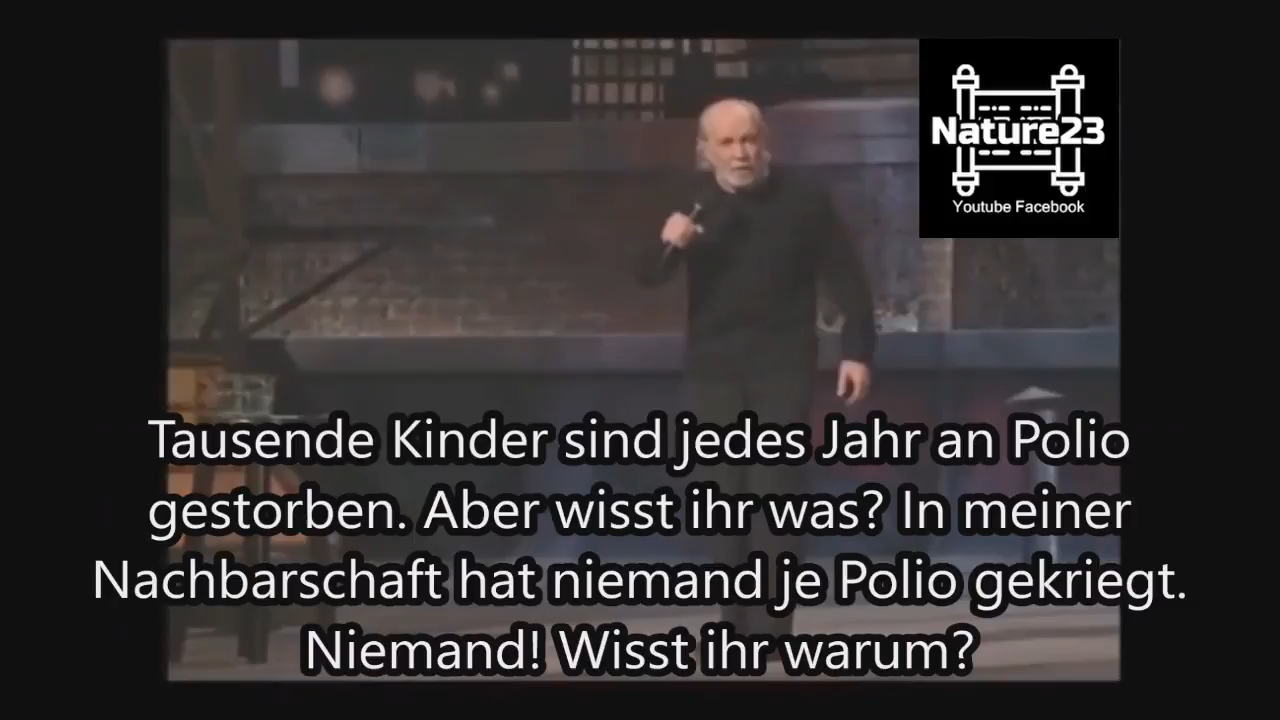 Nature23
Youtube Facebook
Tausende Kinder sind jedes Jahr an Polio
gestorben. Aber wisst ihr was? In meiner
Nachbarschaft hat niemand je Polio gekriegt.
Niemand! Wisst ihr warum?